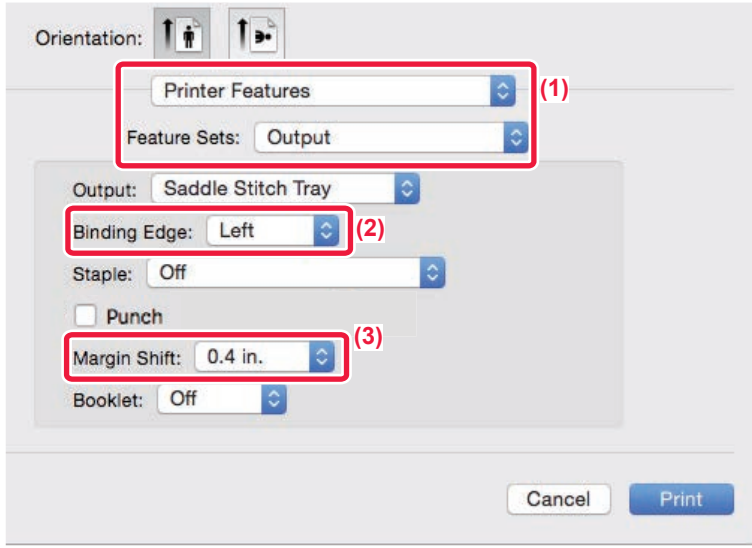 Orientation:
Printer Features (1)
Feature Sets: Output
Output: Saddle Stitch Tray
Binding Edge: Left (2)
Staple: Off
Punch
Margin Shift: 0.4 in. (3)
Booklet: Off
Cancel Print